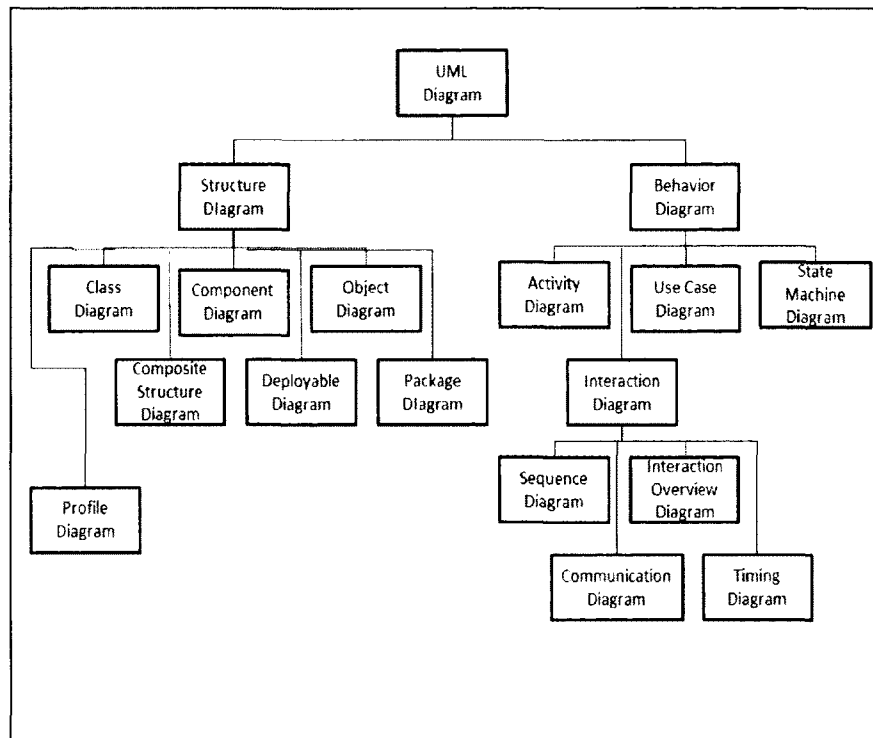 UML
Diagram
Structure
Diagram
Behavior
Diagram
Class
Diagram
Component
Diagram
Object
Diagram
Activity
Diagram
Use Case
Diagram
State
Machine
Diagram
Composite
Structure
Diagram
Deployable
Diagram
Package
Diagram
Interaction
Diagram
Profile
Diagram
Sequence
Diagram
Interaction
Overview
Diagram
Communication
Diagram
Timing
Diagram